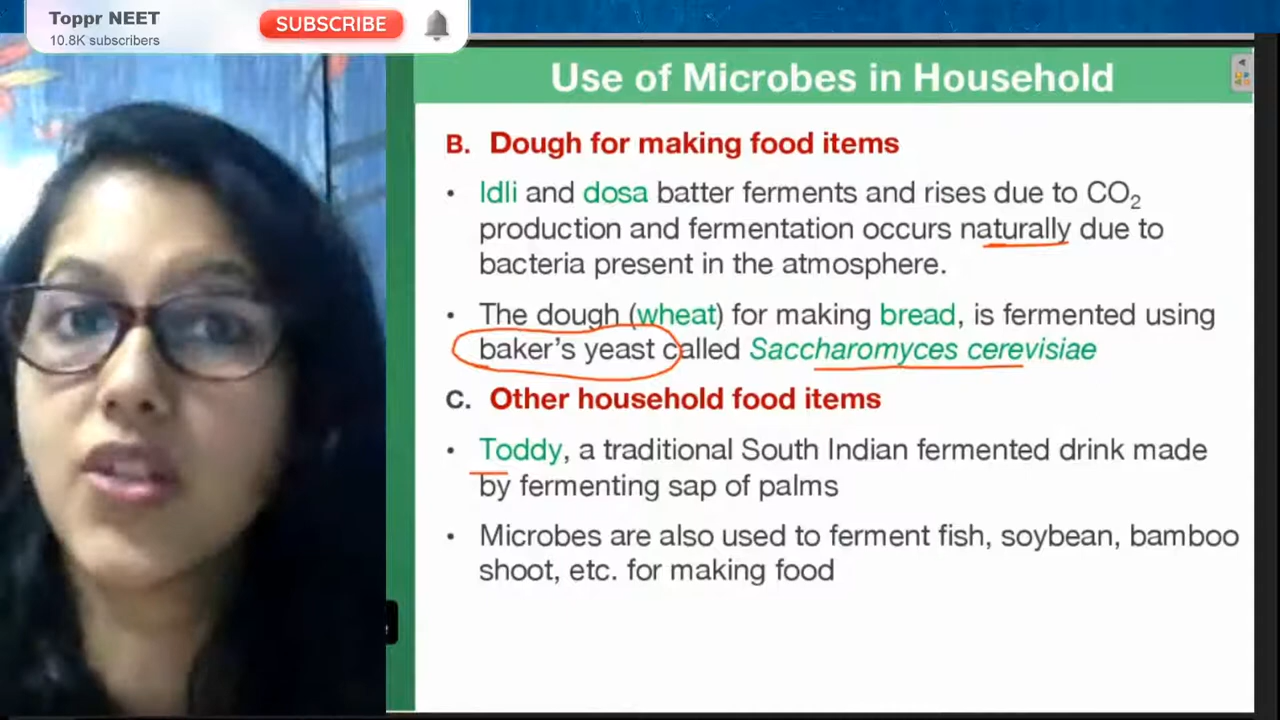 Toppr NEET
10.8K subscribers
SUBSCRIBE
Use of Microbes in Household
B. Dough for making food items
• Idli and dosa batter ferments and rises due to CO₂
production and fermentation occurs naturally due to
bacteria present in the atmosphere.
• The dough (wheat) for making bread, is fermented using
baker's yeast called Saccharomyces cerevisiae
C. Other household food items
• Toddy, a traditional South Indian fermented drink made
by fermenting sap of palms
• Microbes are also used to ferment fish, soybean, bamboo
shoot, etc. for making food